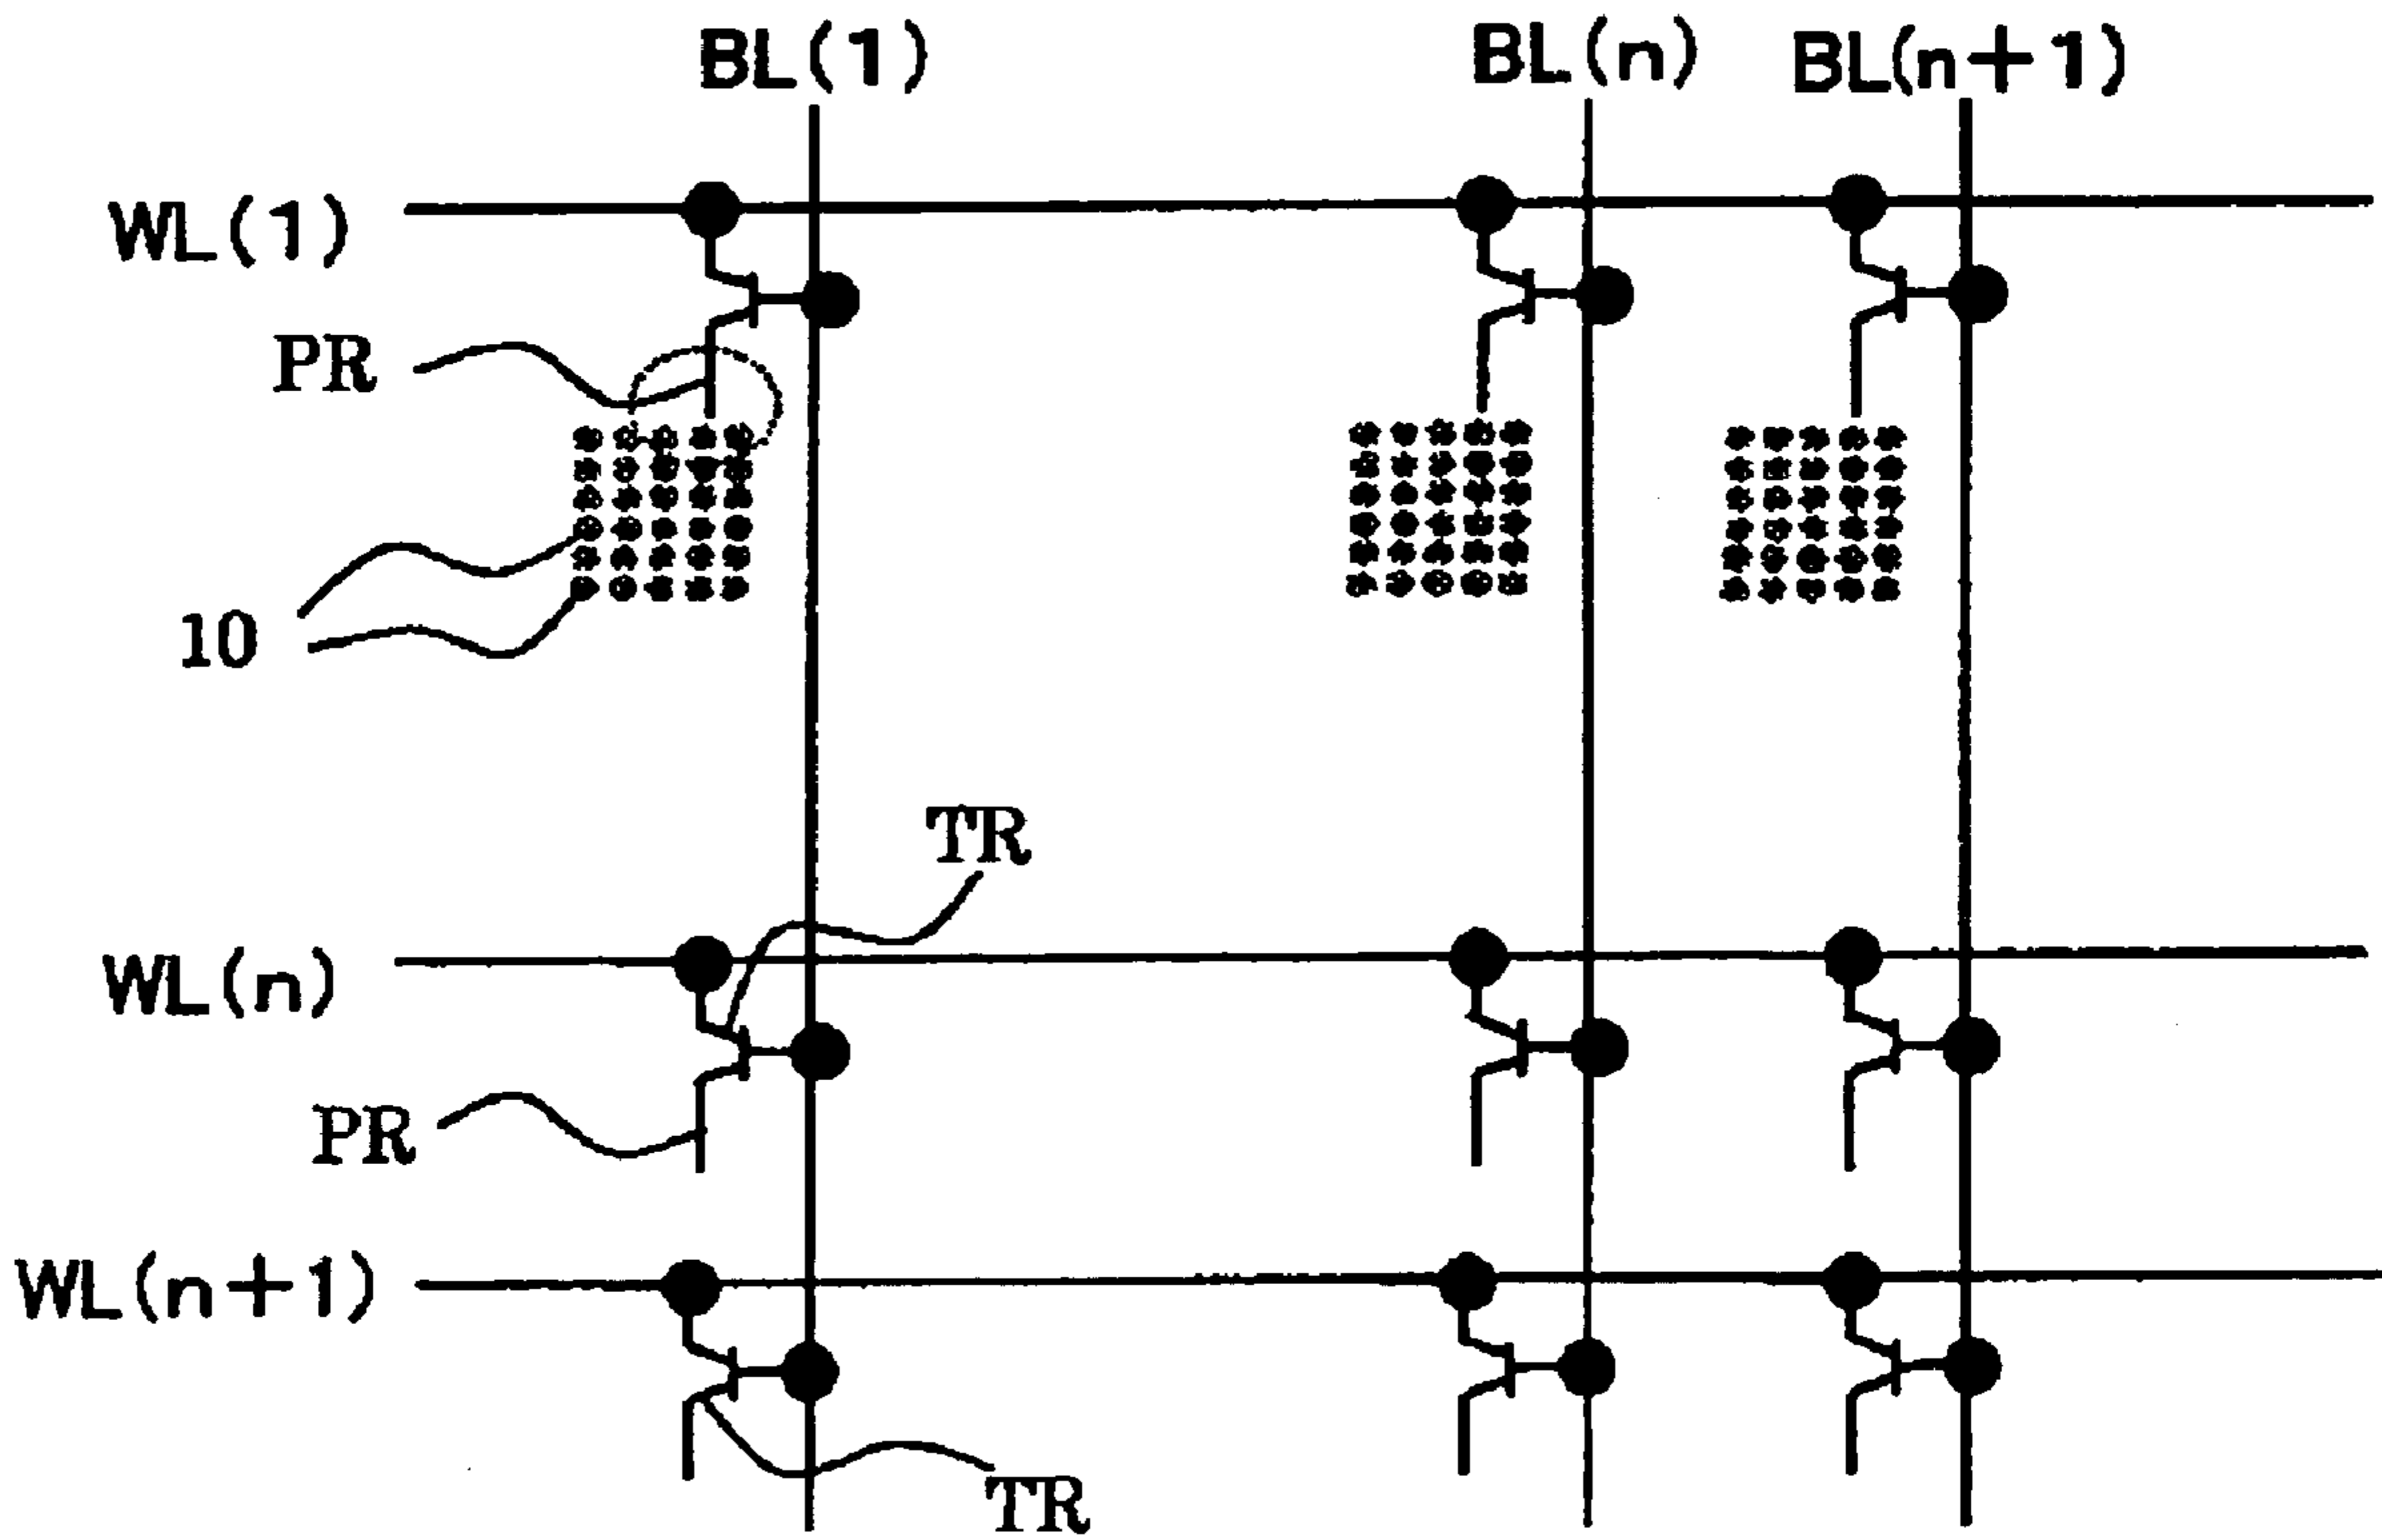 BL(1)
BL(n)
BL(n+1)
WL(1)
PR
10
TR
WL(n)
PR
WL(n+1)
TR